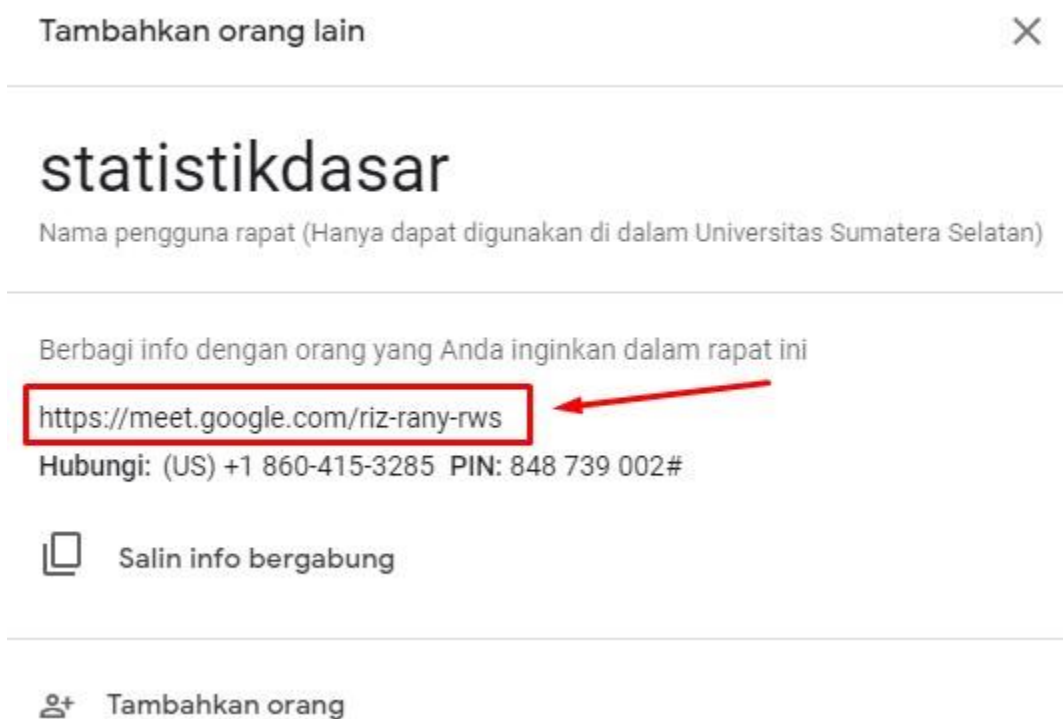 Tambahkan orang lain
statistikdasar
Nama pengguna rapat (Hanya dapat digunakan di dalam Universitas Sumatera Selatan)
Berbagi info dengan orang yang Anda inginkan dalam rapat ini
https://meet.google.com/riz-rany-rws
Hubungi: (US) +1 860-415-3285 PIN: 848 739 002#
Salin info bergabung
Tambahkan orang